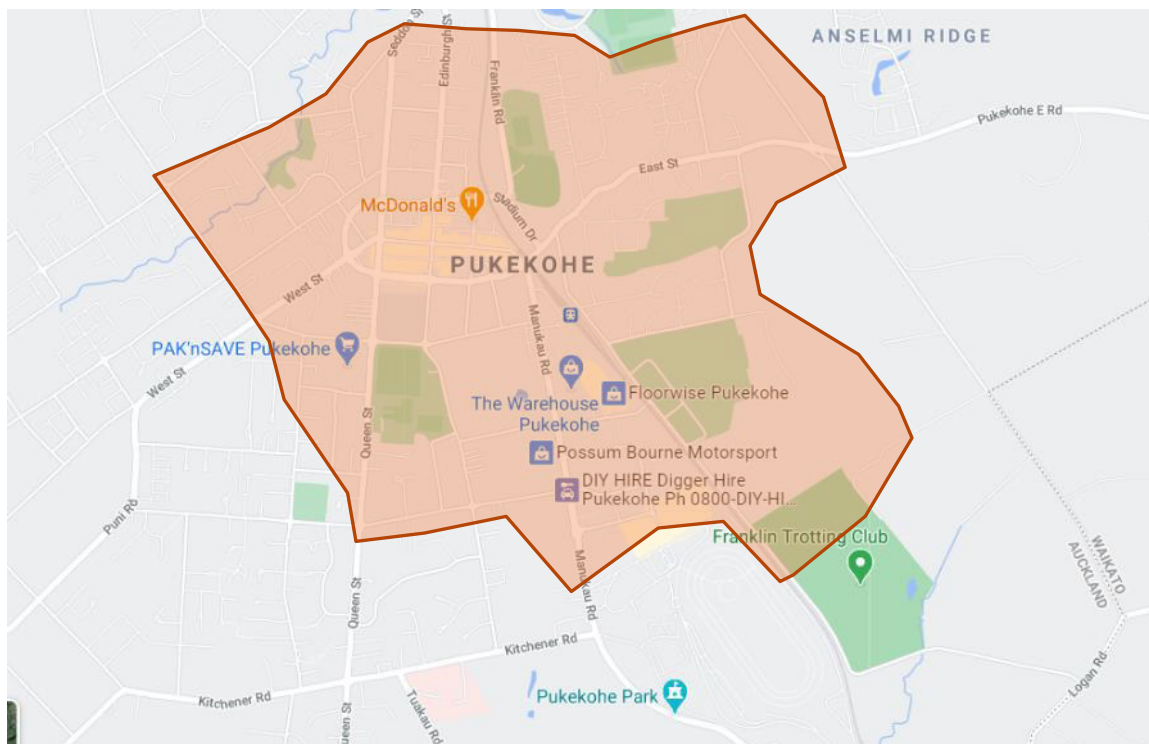 Seddon St
Edinburgh St
Franklin Rd
ANSELMI RIDGE
Pukekohe E Rd
East St
McDonald's
Stadium Dr
PUKEKOHE
West St
Manukau Rd
PAK'nSAVE Pukekohe
West St
The Warehouse
Pukekohe
Floorwise Pukekohe
Queen St
Possum Bourne Motorsport
DIY HIRE Digger Hire
Pukekohe Ph 0800-DIY-HI...
Puni Rd
Franklin Trotting Club
WAIKATO
AUCKLAND
Manukau Rd
Queen St
Kitchener Rd
Kitchener Rd
Tuakau Rd
Pukekohe Park
Logan Rd
Queen St